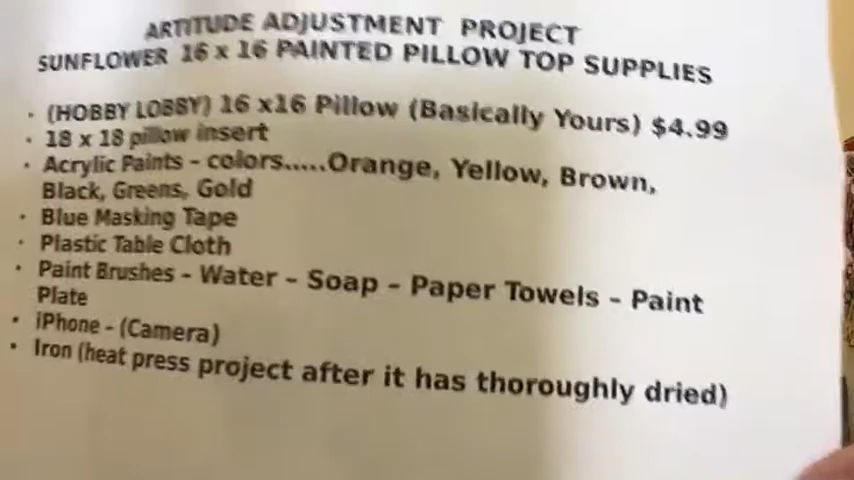 ARTITUDE ADJUSTMENT PROJECT
SUNFLOWER 16 x 16 PAINTED PILLOW TOP SUPPLIES
• (HOBBY LOBBY) 16 x16 Pillow (Basically Yours) $4.99
• 18 x 18 pillow insert
• Acrylic Paints – colors.....Orange, Yellow, Brown,
Black, Greens, Gold
• Blue Masking Tape
• Plastic Table Cloth
• Paint Brushes – Water – Soap – Paper Towels – Paint
Plate
• iPhone – (Camera)
• Iron (heat press project after it has thoroughly dried)